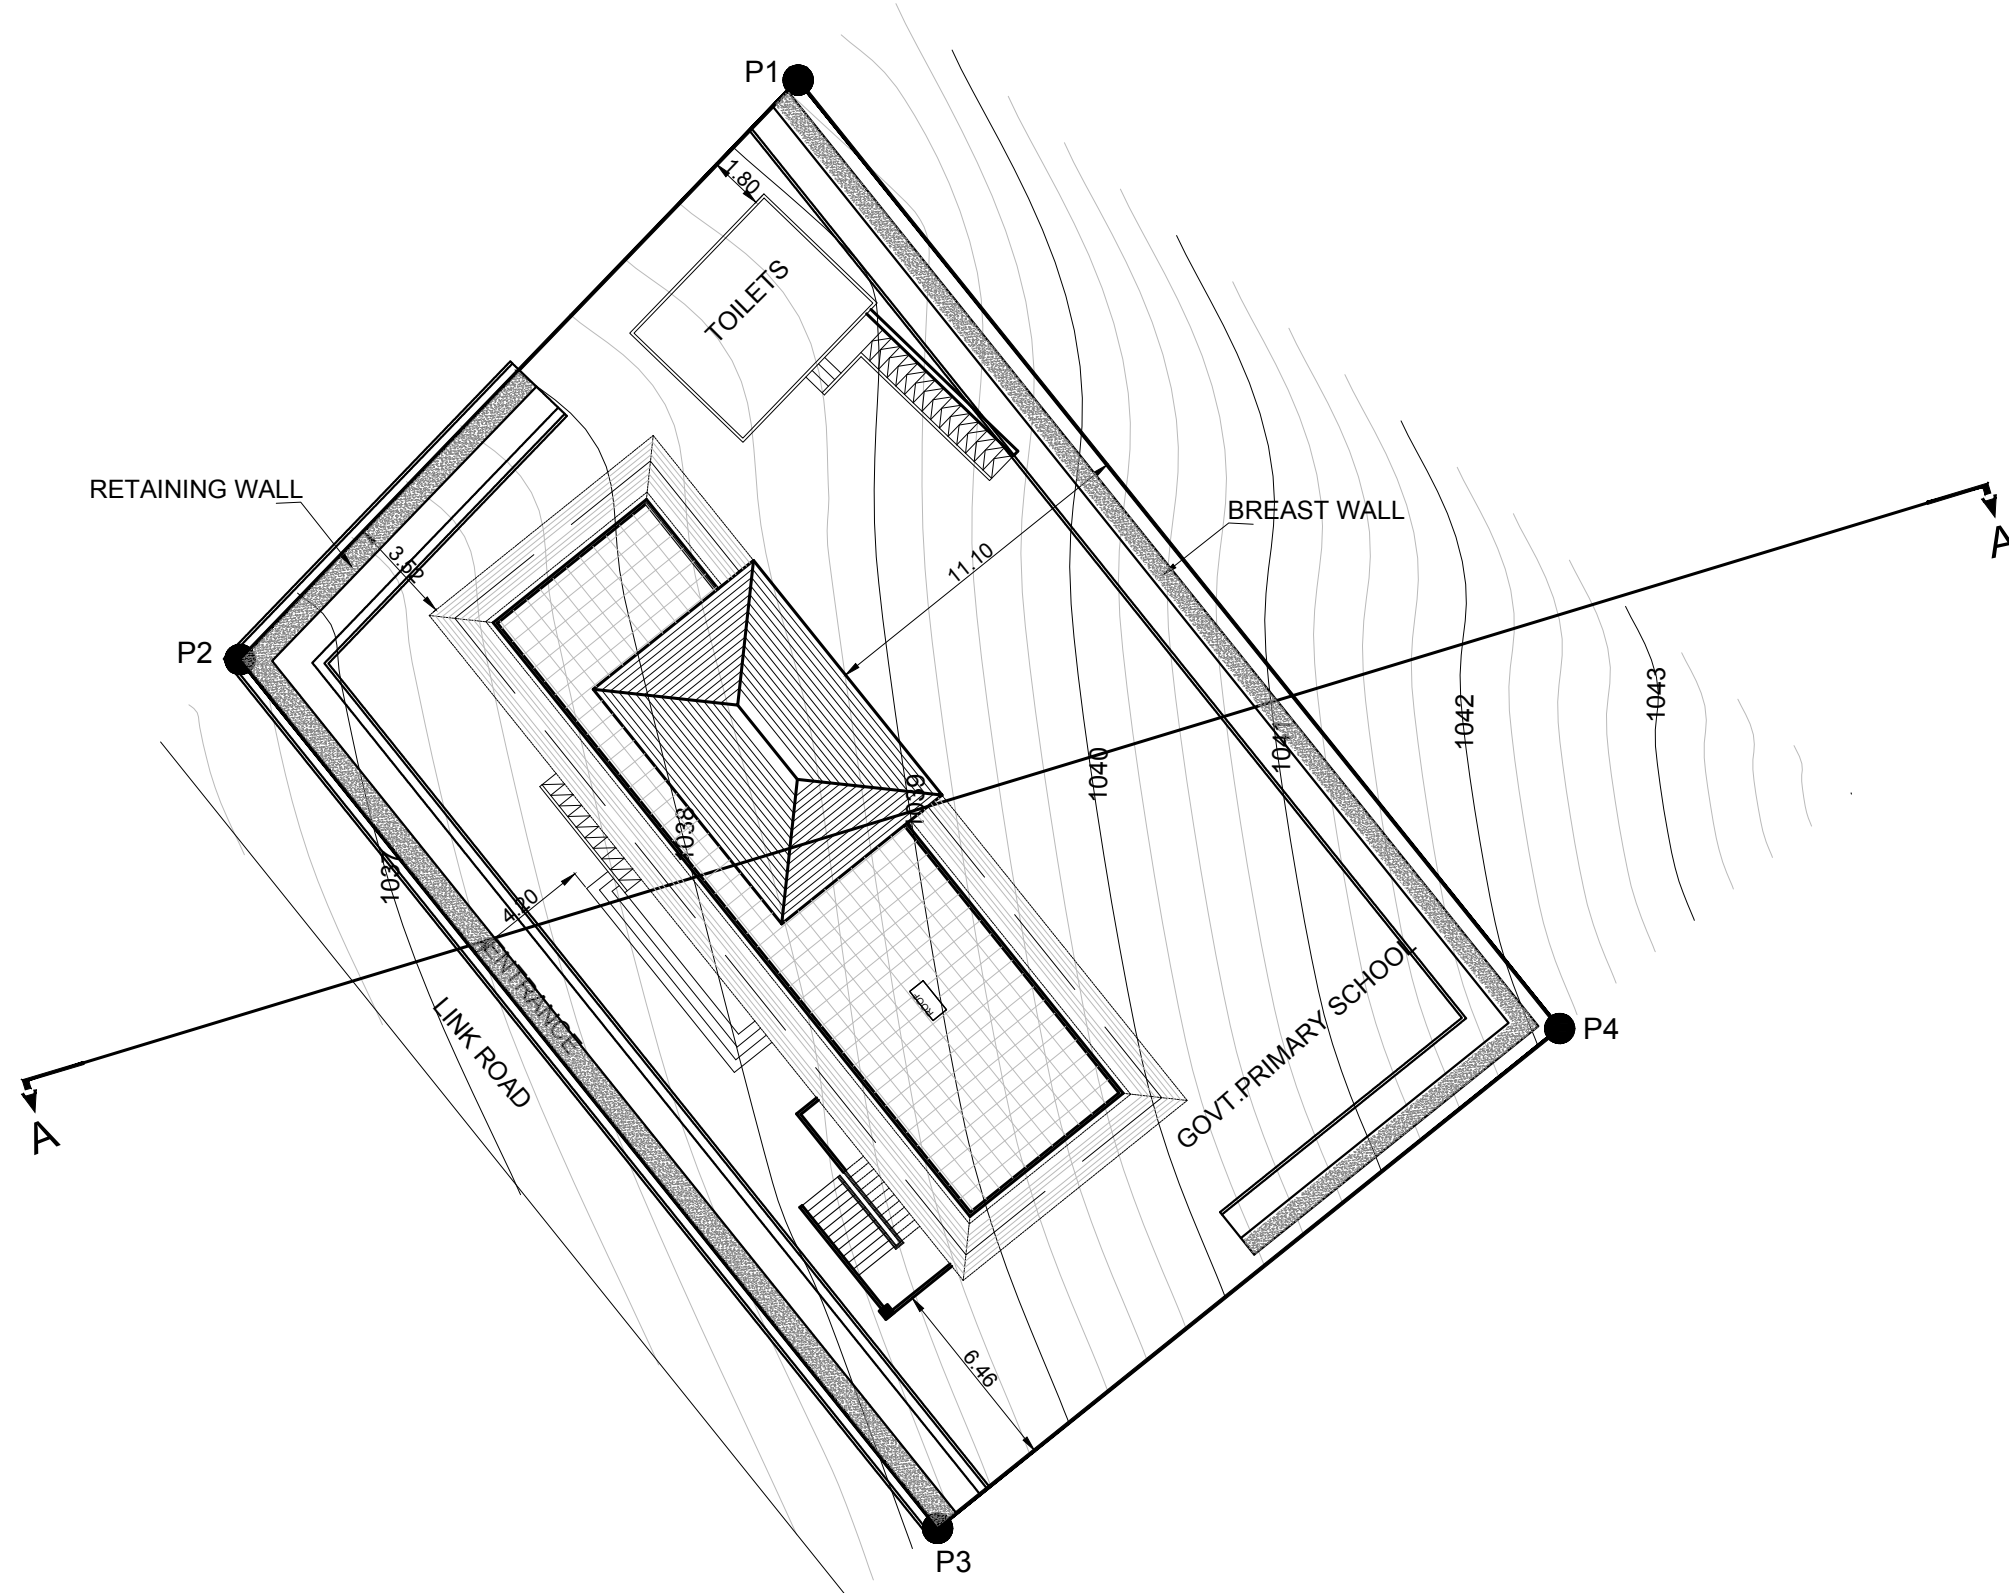 P1
1.80
TOILETS
RETAINING WALL
BREAST WALL
3.52
11.10
A
P2
1043
1042
1041
1040
1039
1038
1037
4.20
ENTRANCE
LINK ROAD
ROOF
GOVT.PRIMARY SCHOOL
P4
A
6.46
P3